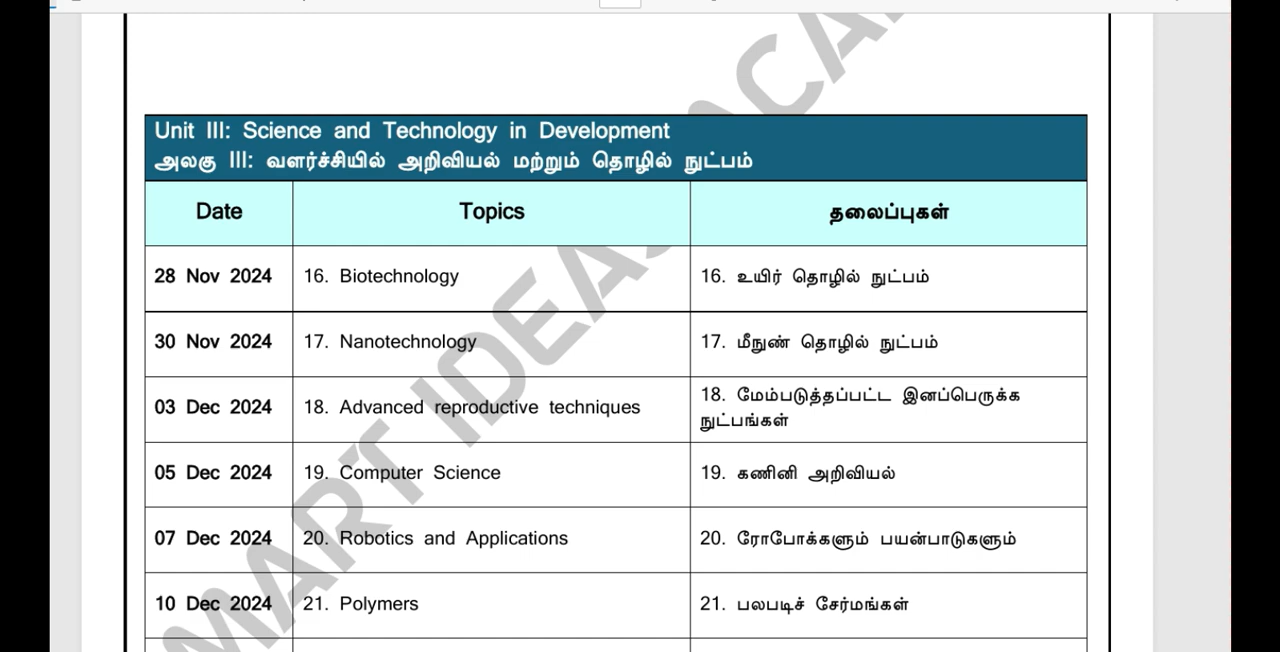 Unit III: Science and Technology in Development
அலகு III: வளர்ச்சியில் அறிவியல் மற்றும் தொழில் நுட்பம்
Date Topics தலைப்புகள்
28 Nov 2024 16. Biotechnology 16. உயிர் தொழில் நுட்பம்
30 Nov 2024 17. Nanotechnology 17. மீநுண் தொழில் நுட்பம்
03 Dec 2024 18. Advanced reproductive techniques 18. மேம்படுத்தப்பட்ட இனப்பெருக்க
நுட்பங்கள்
05 Dec 2024 19. Computer Science 19. கணினி அறிவியல்
07 Dec 2024 20. Robotics and Applications 20. ரோபோக்களும் பயன்பாடுகளும்
10 Dec 2024 21. Polymers 21. பலபடிச் சேர்மங்கள்